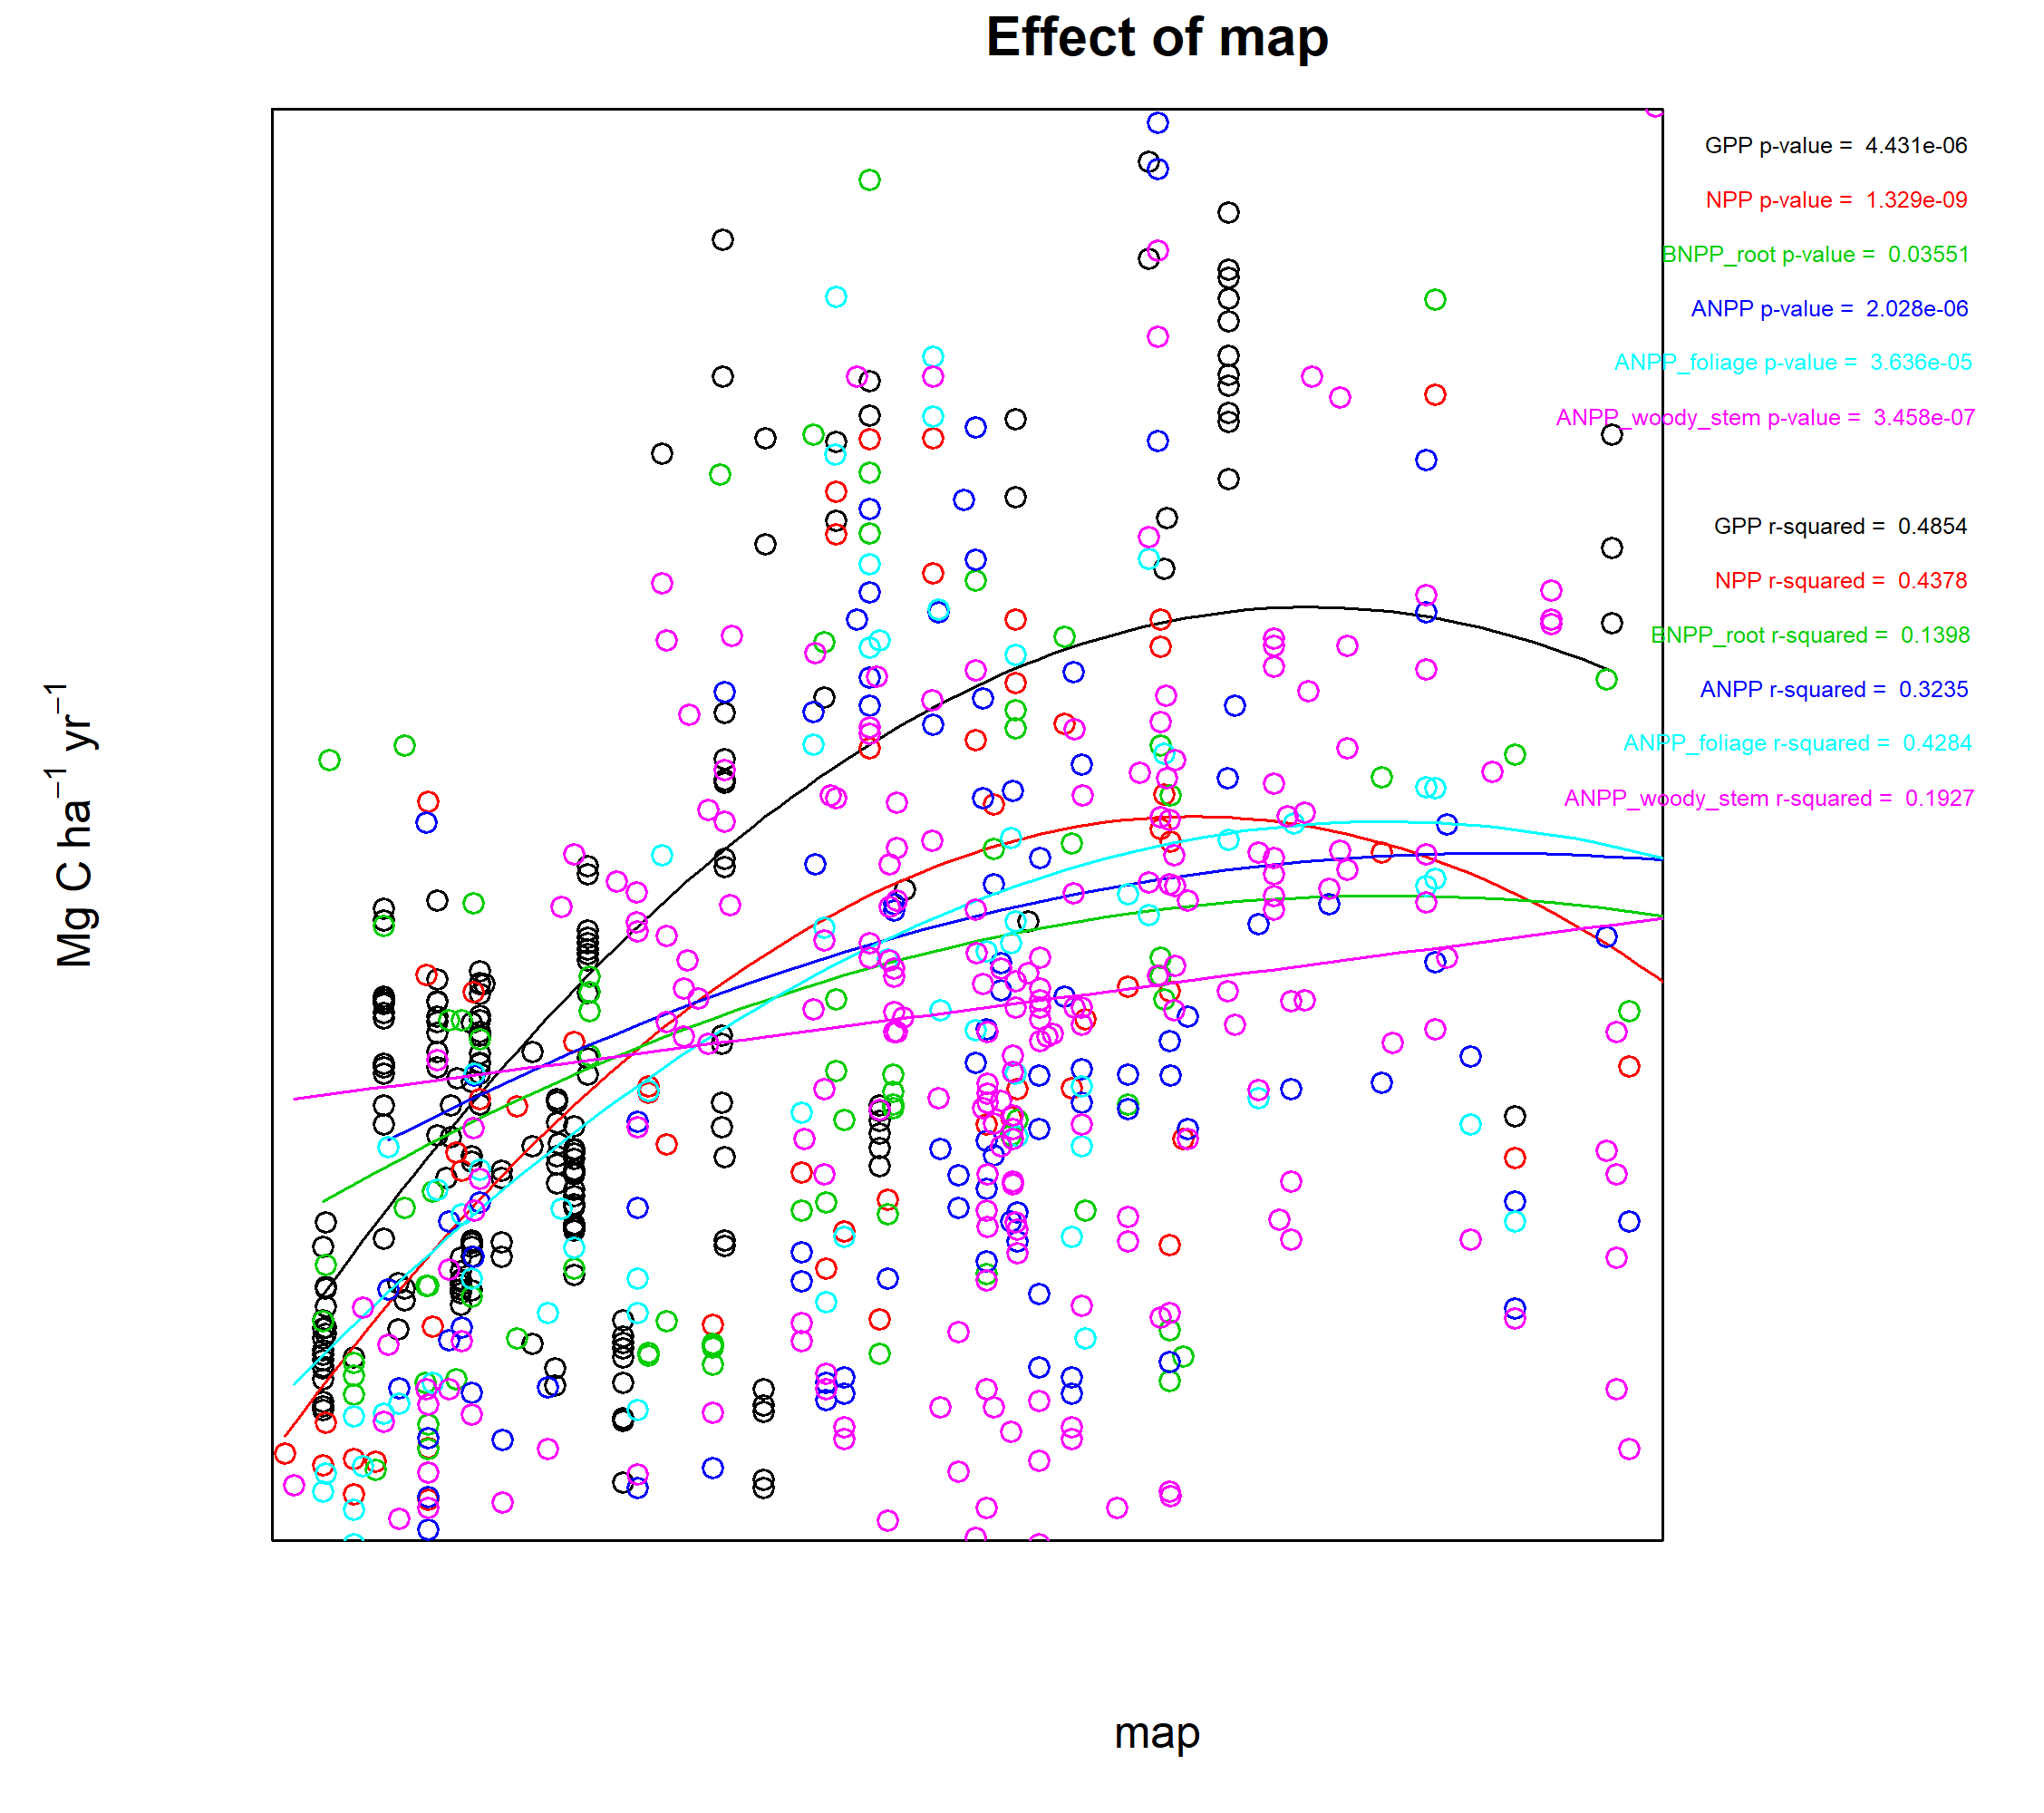 Effect of map
GPP p-value = 4.431e-06
NPP p-value = 1.329e-09
BNPP_root p-value = 0.03551
ANPP p-value = 2.028e-06
ANPP_foliage p-value = 3.636e-05
ANPP_woody_stem p-value = 3.458e-07
GPP r-squared = 0.4854
NPP r-squared = 0.4378
BNPP_root r-squared = 0.1398
ANPP r-squared = 0.3235
ANPP_foliage r-squared = 0.4284
ANPP_woody_stem r-squared = 0.1927
Mg C ha⁻¹ yr⁻¹
map